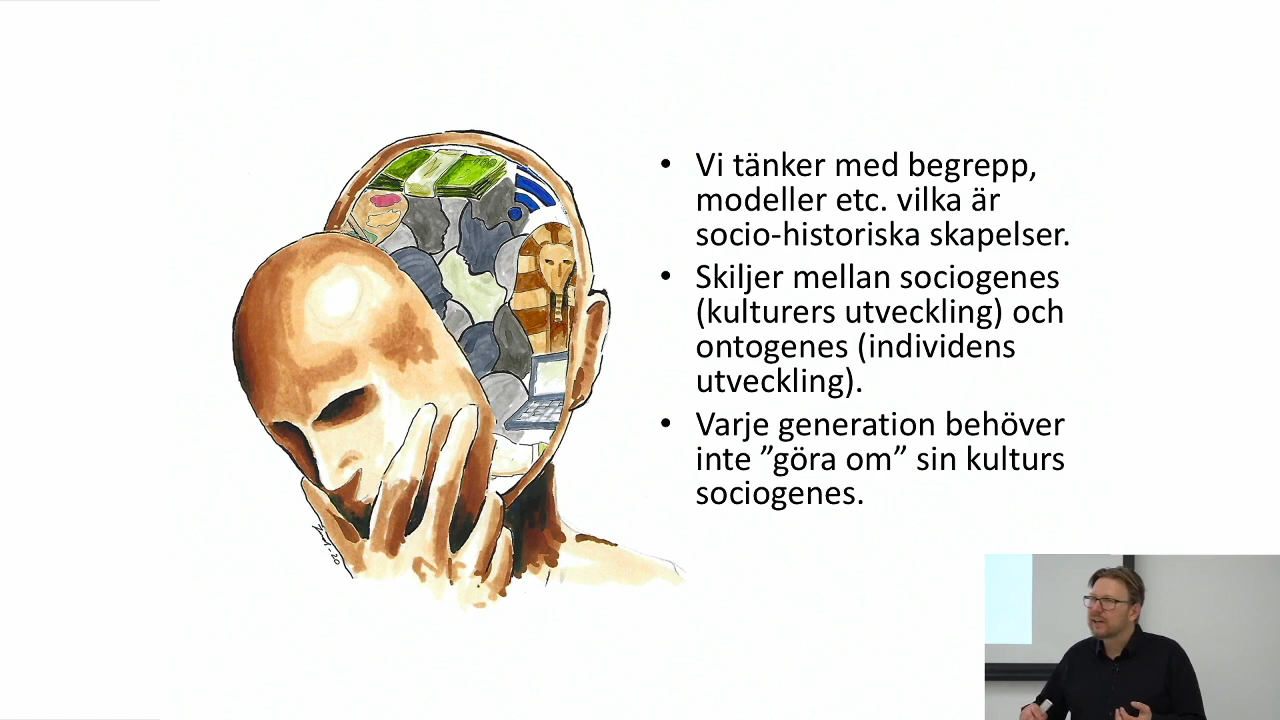 • Vi tänker med begrepp,
modeller etc. vilka är
socio-historiska skapelser.
• Skiljer mellan sociogenes
(kulturers utveckling) och
ontogenes (individens
utveckling).
• Varje generation behöver
inte ”göra om” sin kulturs
sociogenes.